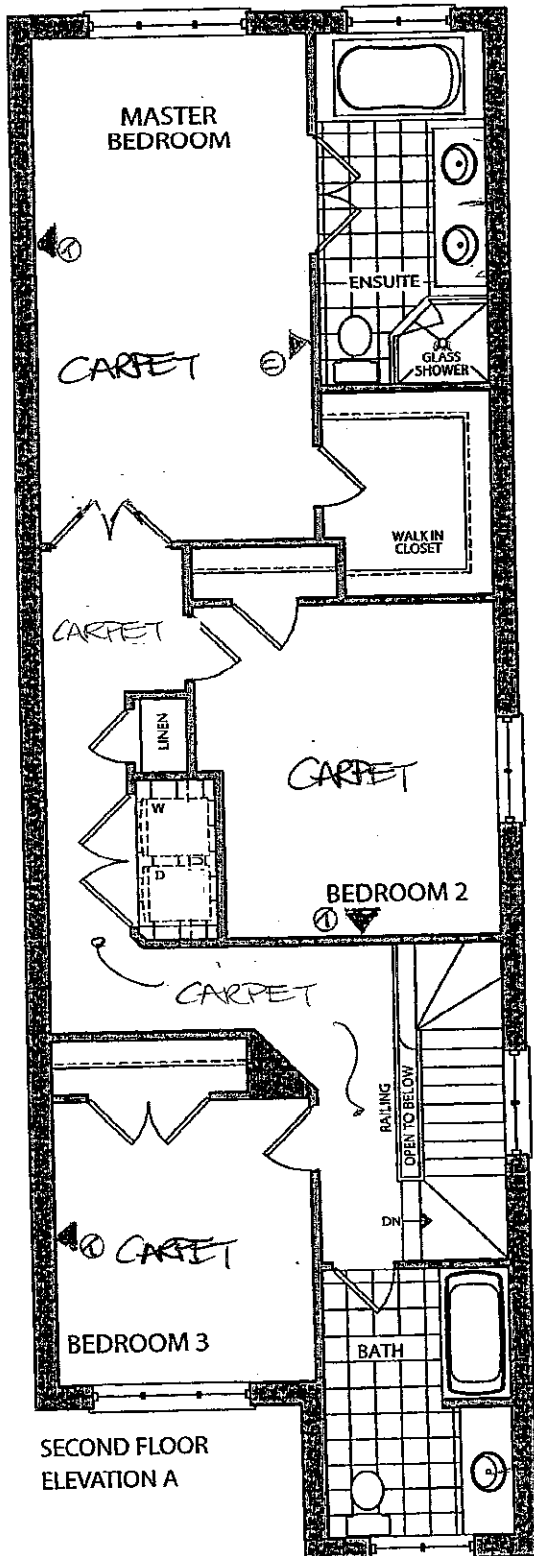 MASTER
BEDROOM
ENSUITE
GLASS
SHOWER
CARPET
WALK IN
CLOSET
CARPET
LINEN
CARPET
W
D
BEDROOM 2
CARPET
RAILING
OPEN TO BELOW
DN
CARPET
BEDROOM 3
BATH
SECOND FLOOR
ELEVATION A